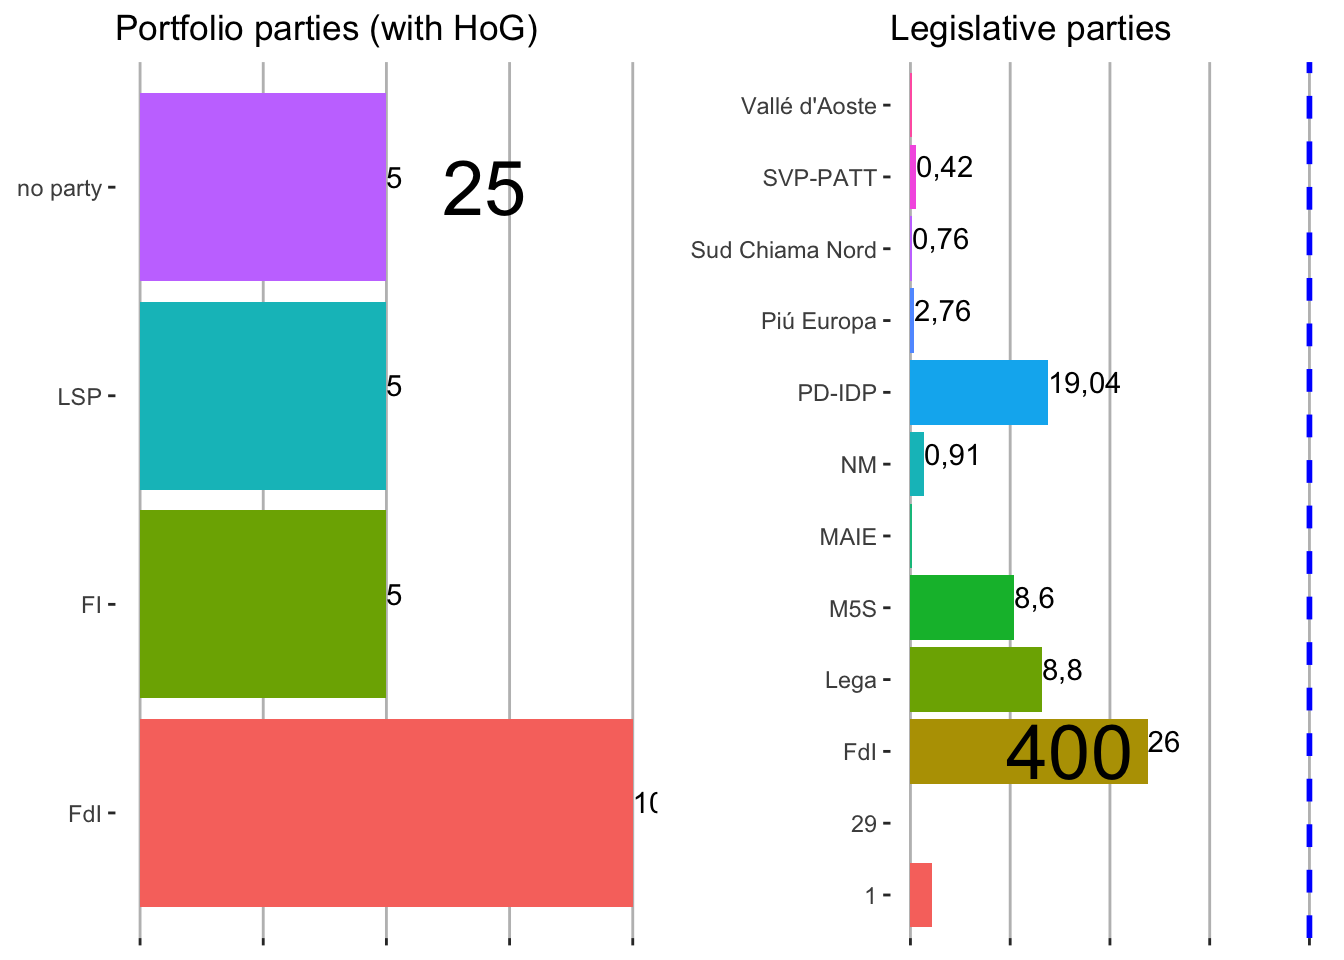 Portfolio parties (with HoG)
no party
5
25
LSP
5
FI
5
FdI
10
Legislative parties
Vallé d'Aoste
SVP-PATT
0,42
Sud Chiama Nord
0,76
Piú Europa
2,76
PD-IDP
19,04
NM
0,91
MAIE
M5S
8,6
Lega
8,8
FdI
400
26
29
1